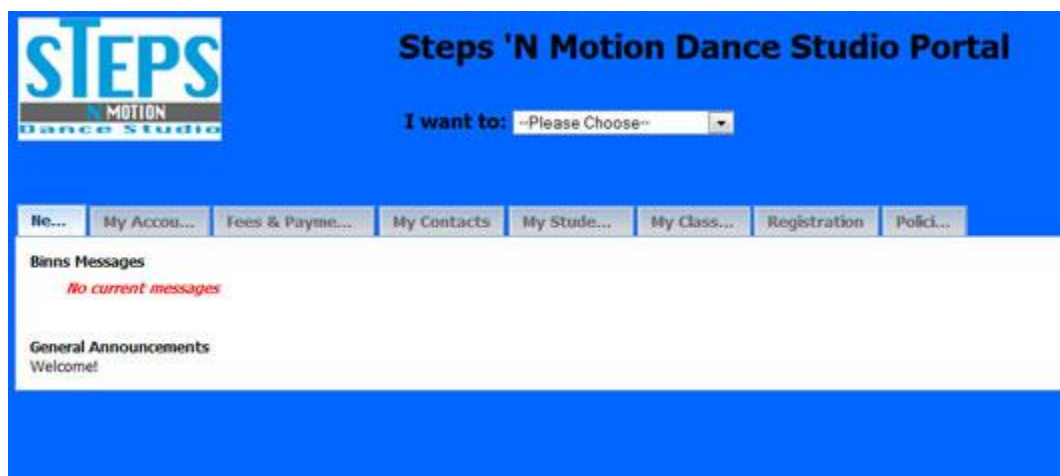 STEPS
N MOTION
Dance Studio
Steps 'N Motion Dance Studio Portal
I want to: --Please Choose--
Ne... My Accou... Fees & Payme... My Contacts My Stude... My Class... Registration Polici...
Binns Messages
No current messages
General Announcements
Welcome!